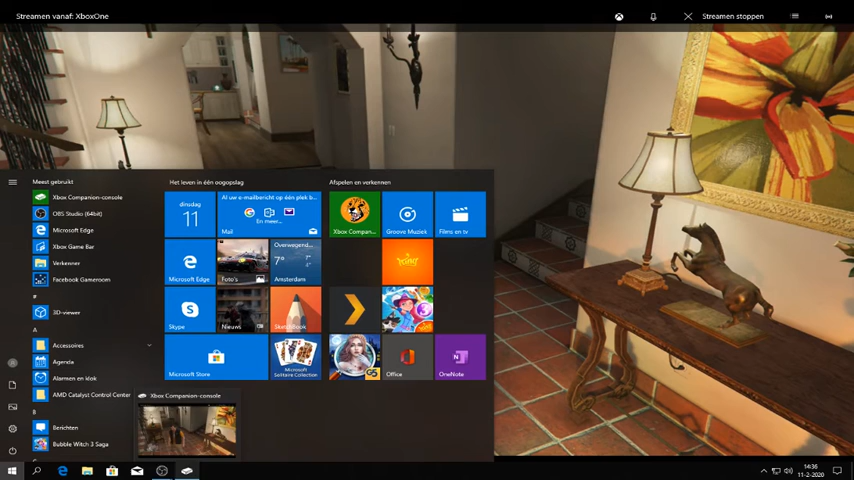 Streamen vanaf: XboxOne
Streamen stoppen
Meest gebruikt
Xbox Companion-console
OBS Studio (64bit)
Microsoft Edge
Xbox Game Bar
Verkenner
Facebook Gameroom
#
3D-viewer
A
Accessoires
Agenda
Alarmen en klok
AMD Catalyst Control Center
B
Berichten
Bubble Witch 3 Saga
Het leven in één oogopslag
dinsdag
11
Al uw e-mailbericht op één plek b...
En meer...
Mail
Microsoft Edge
Foto's
Overwegend...
7°
Amsterdam
Skype
Nieuws
SketchBook
Microsoft Store
Microsoft
Solitaire Collection
Afspelen en verkennen
Xbox Compan...
Groove Muziek
Films en tv
G5
Office
OneNote
Xbox Companion-console
14:36
11-2-2020